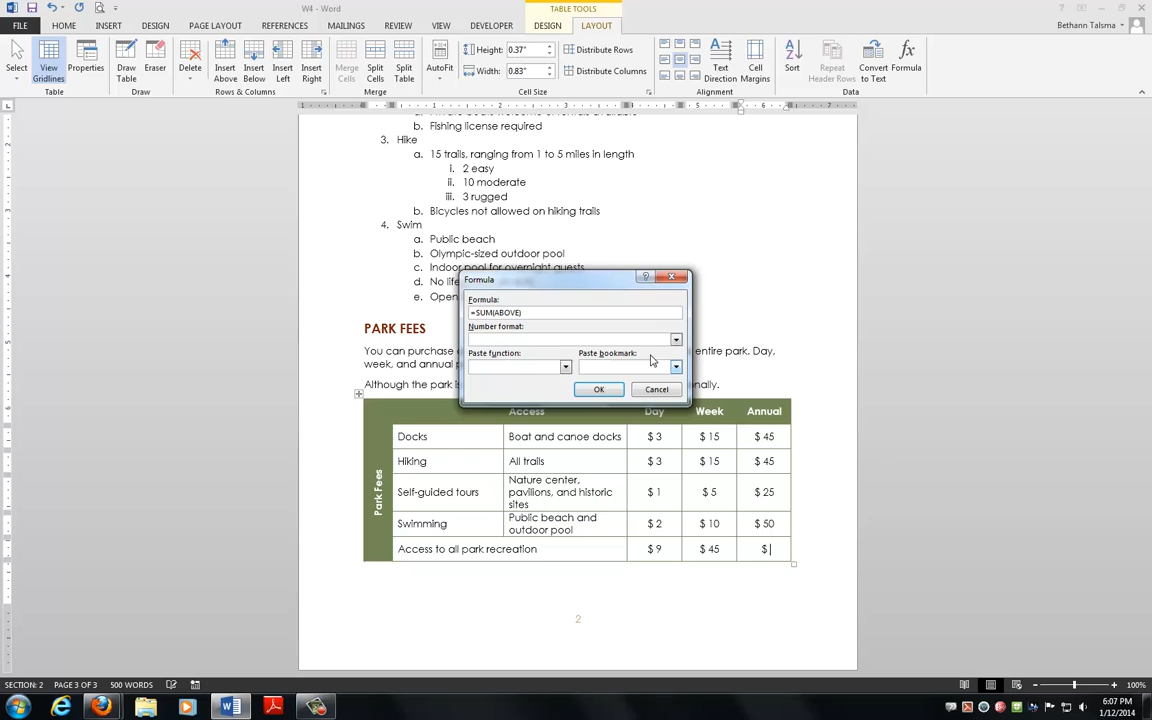 W4 - Word
TABLE TOOLS
FILE HOME INSERT DESIGN PAGE LAYOUT REFERENCES MAILINGS REVIEW VIEW DEVELOPER DESIGN LAYOUT Bethann Talsma
Select View Gridlines Properties Draw Table Eraser Delete Insert Above Insert Below Insert Left Insert Right Merge Cells Split Cells Split Table AutoFit Height: 0.37" Distribute Rows Text Direction Cell Margins Sort Repeat Header Rows Convert to Text Formula
Width: 0.83" Distribute Columns
Table Draw Rows & Columns Merge Cell Size Alignment Data
b. Fishing license required
3. Hike
a. 15 trails, ranging from 1 to 5 miles in length
i. 2 easy
ii. 10 moderate
iii. 3 rugged
b. Bicycles not allowed on hiking trails
4. Swim
a. Public beach
b. Olympic-sized outdoor pool
c. Indoor pool for overnight guests
d. No life
e. Open
Formula
Formula:
=SUM(ABOVE)
Number format:
Paste function: Paste bookmark:
OK Cancel
PARK FEES
You can purchase entire park. Day,
week, and annual
Although the park is onally.
Access Day Week Annual
Park Fees
Docks Boat and canoe docks $ 3 $ 15 $ 45
Hiking All trails $ 3 $ 15 $ 45
Self-guided tours Nature center, pavilions, and historic sites $ 1 $ 5 $ 25
Swimming Public beach and outdoor pool $ 2 $ 10 $ 50
Access to all park recreation $ 9 $ 45 $
2
SECTION: 2 PAGE 3 OF 3 500 WORDS 100%
6:07 PM
1/12/2014